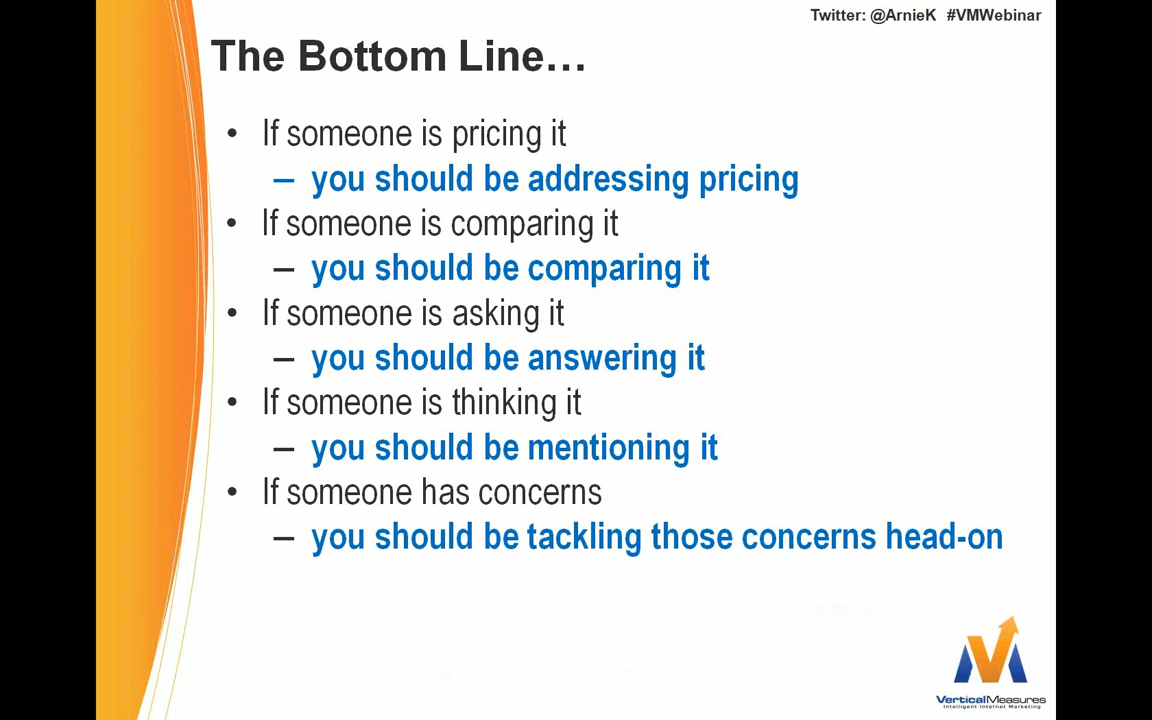 Twitter: @ArnieK #VMWebinar
The Bottom Line…
• If someone is pricing it
– you should be addressing pricing
• If someone is comparing it
– you should be comparing it
• If someone is asking it
– you should be answering it
• If someone is thinking it
– you should be mentioning it
• If someone has concerns
– you should be tackling those concerns head-on
VerticalMeasures
Intelligent Internet Marketing